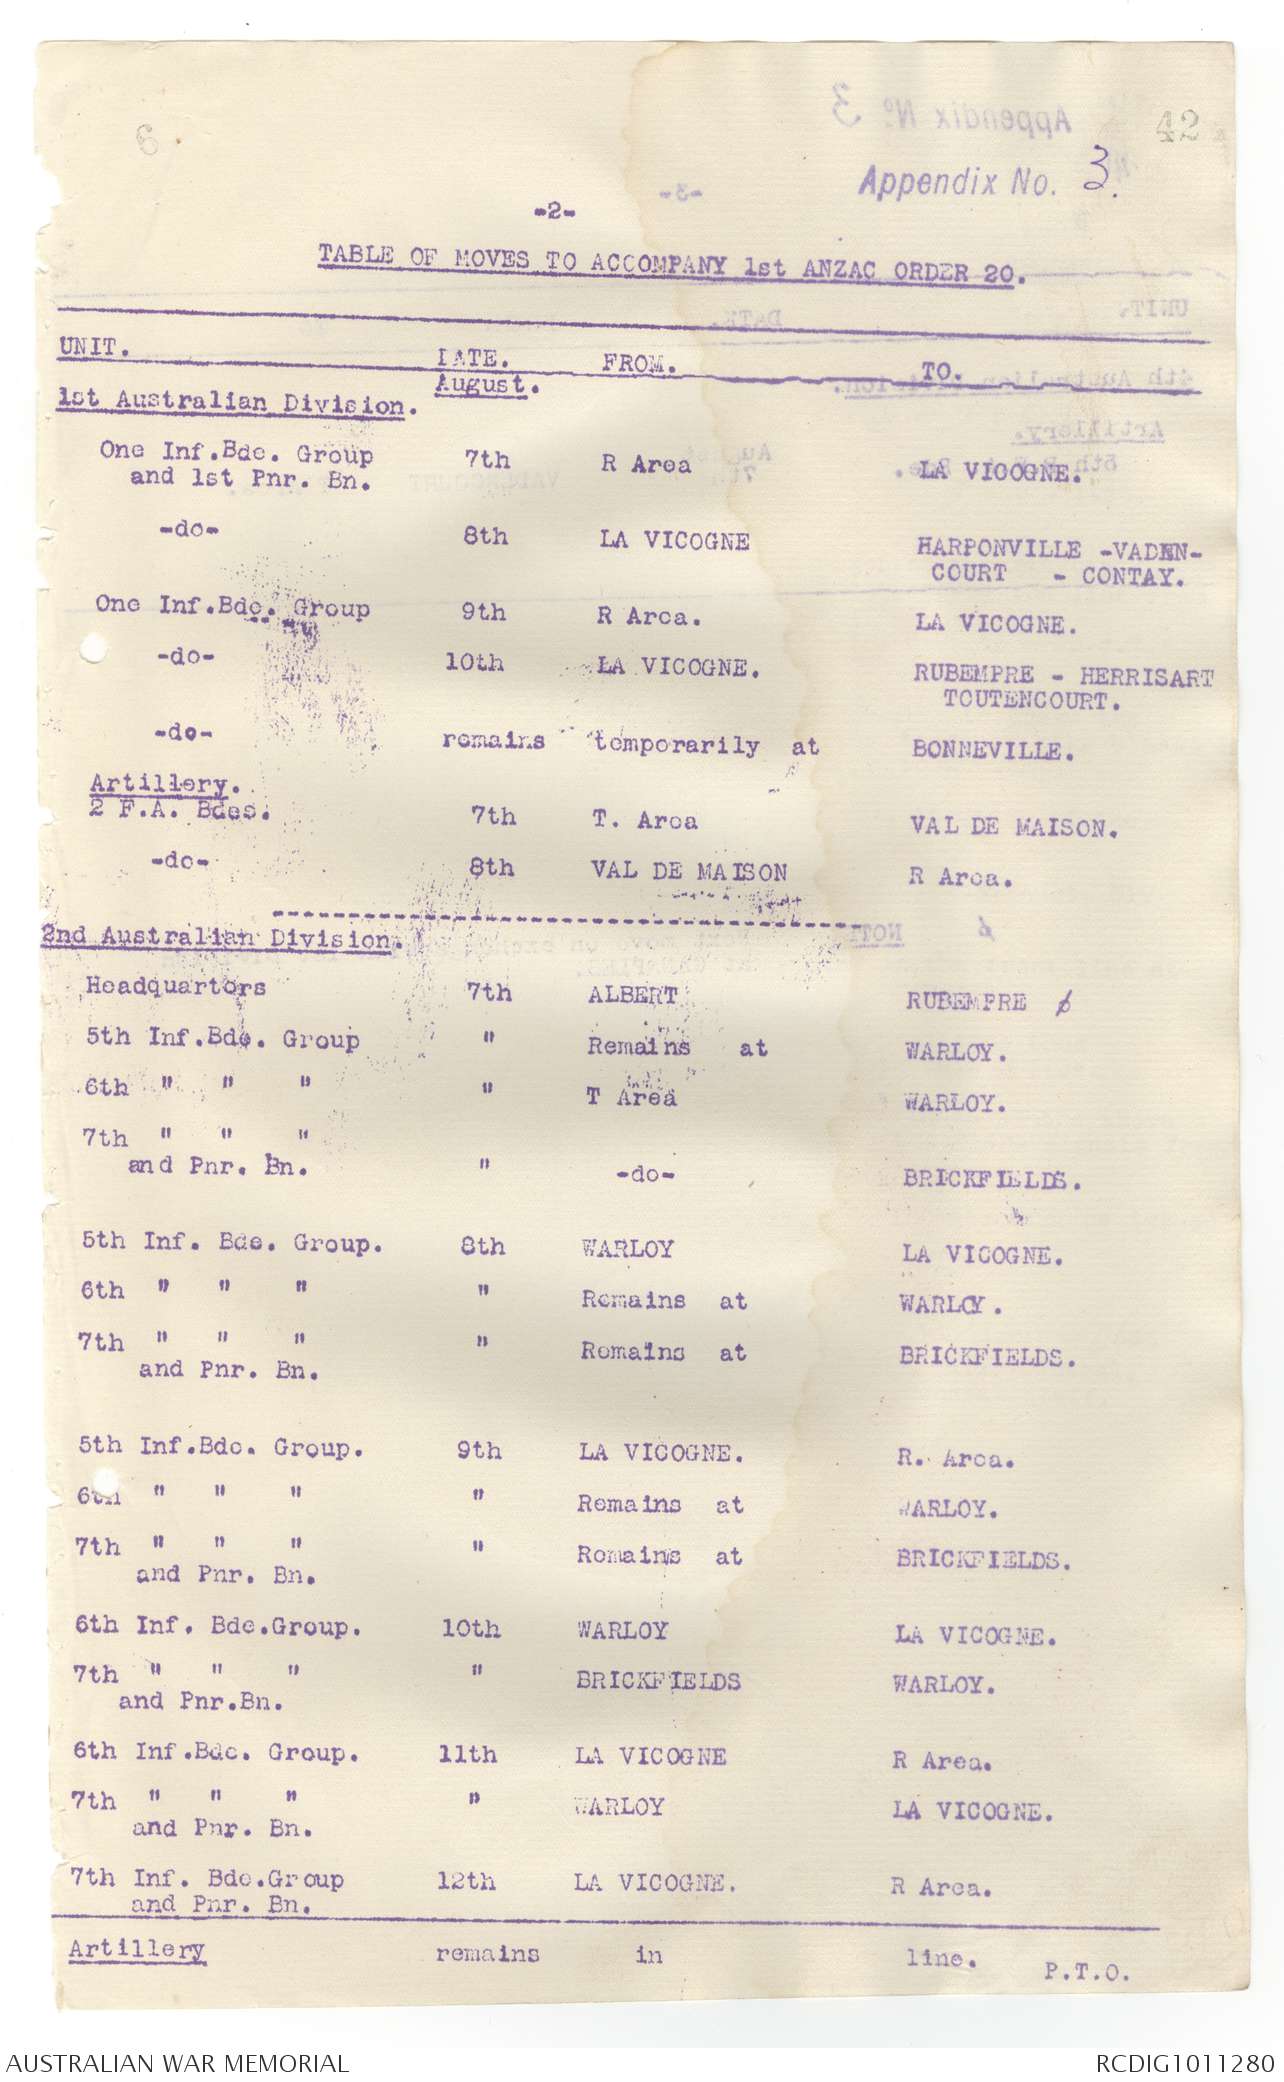 6
42
Appendix No. 3.
-2-
TABLE OF MOVES TO ACCOMPANY 1st ANZAC ORDER 20.
UNIT. DATE. FROM. TO.
August.
1st Australian Division.
One Inf.Bde. Group 7th R Area LA VICOGNE.
and 1st Pnr. Bn.
-do- 8th LA VICOGNE HARPONVILLE -VADEN-
COURT - CONTAY.
One Inf.Bde. Group 9th R Area. LA VICOGNE.
-do- 10th LA VICOGNE. RUBEMPRE - HERRISART
TOUTENCOURT.
-do- remains temporarily at BONNEVILLE.
Artillery.
2 F.A. Bdes. 7th T. Area VAL DE MAISON.
-do- 8th VAL DE MAISON R Area.
2nd Australian Division.
Headquarters 7th ALBERT RUBEMPRE ϕ
5th Inf.Bde. Group " Remains at WARLOY.
6th " " " " T Area WARLOY.
7th " " "
and Pnr. Bn. " -do- BRICKFIELDS.
5th Inf. Bde. Group. 8th WARLOY LA VICOGNE.
6th " " " " Remains at WARLOY.
7th " " " " Remains at BRICKFIELDS.
and Pnr. Bn.
5th Inf.Bde. Group. 9th LA VICOGNE. R. Area.
6th " " " " Remains at WARLOY.
7th " " " " Remains at BRICKFIELDS.
and Pnr. Bn.
6th Inf. Bde.Group. 10th WARLOY LA VICOGNE.
7th " " " " BRICKFIELDS WARLOY.
and Pnr.Bn.
6th Inf.Bde. Group. 11th LA VICOGNE R Area.
7th " " " " WARLOY LA VICOGNE.
and Pnr. Bn.
7th Inf. Bde.Group 12th LA VICOGNE. R Area.
and Pnr. Bn.
Artillery remains in line.
P.T.O.
AUSTRALIAN WAR MEMORIAL RCDIG1011280